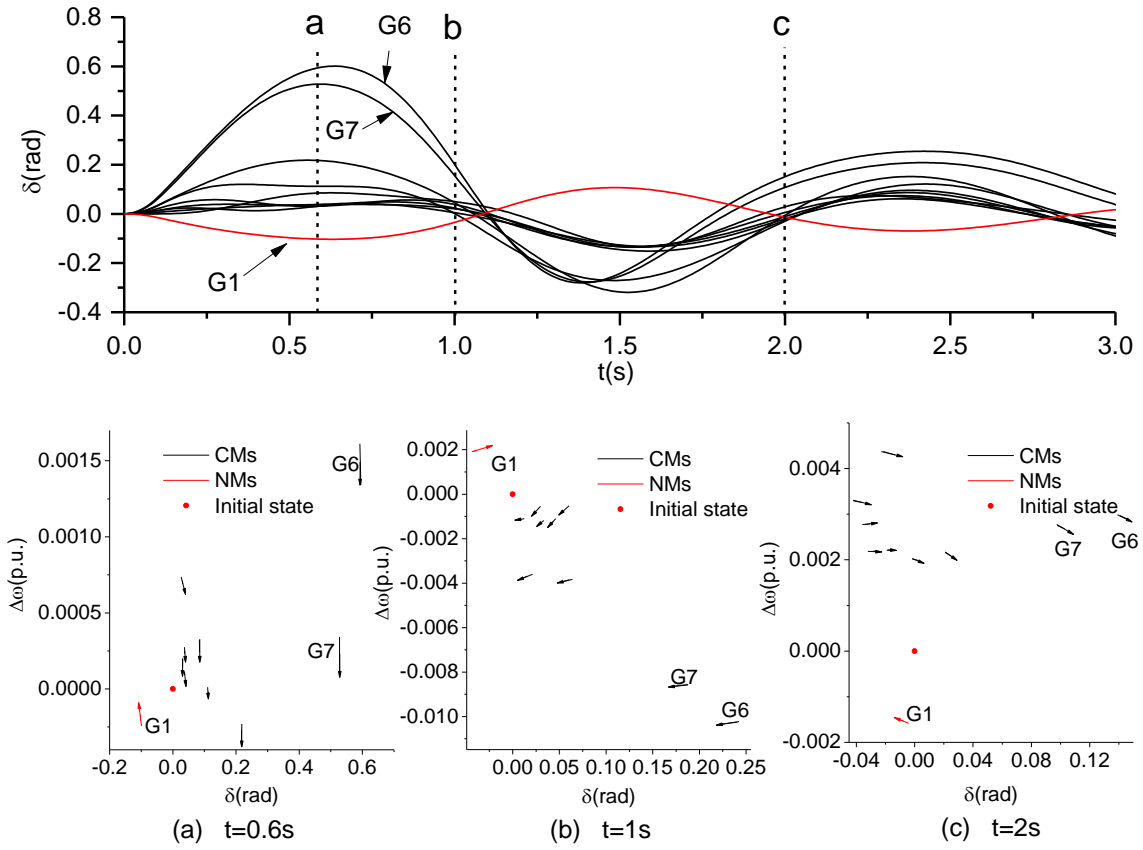 a
b
c
G6
G7
G1
0.8
0.6
0.4
0.2
0.0
-0.2
-0.4
δ(rad)
0.0 0.5 1.0 1.5 2.0 2.5 3.0
t(s)
CMs
NMs
Initial state
G6
G7
G1
0.0015
0.0010
0.0005
0.0000
Δω(p.u.)
-0.2 0.0 0.2 0.4 0.6
δ(rad)
(a) t=0.6s
CMs
NMs
Initial state
G1
G7
G6
0.002
0.000
-0.002
-0.004
-0.006
-0.008
-0.010
Δω(p.u.)
0.00 0.05 0.10 0.15 0.20 0.25
δ(rad)
(b) t=1s
CMs
NMs
Initial state
G7
G6
G1
0.004
0.002
0.000
-0.002
Δω(p.u.)
-0.04 0.00 0.04 0.08 0.12
δ(rad)
(c) t=2s